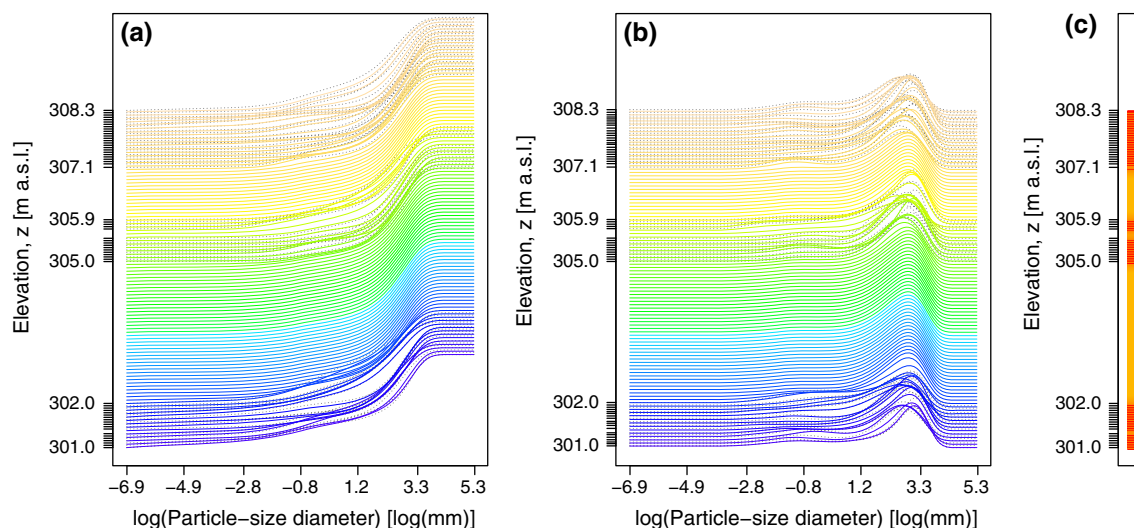 (a)
Elevation, z [m a.s.l.]
308.3
307.1
305.9
305.0
302.0
301.0
−6.9 −4.9 −2.8 −0.8 1.2 3.3 5.3
log(Particle−size diameter) [log(mm)]
(b)
Elevation, z [m a.s.l.]
308.3
307.1
305.9
305.0
302.0
301.0
−6.9 −4.9 −2.8 −0.8 1.2 3.3 5.3
log(Particle−size diameter) [log(mm)]
(c)
Elevation, z [m a.s.l.]
308.3
307.1
305.9
305.0
302.0
301.0